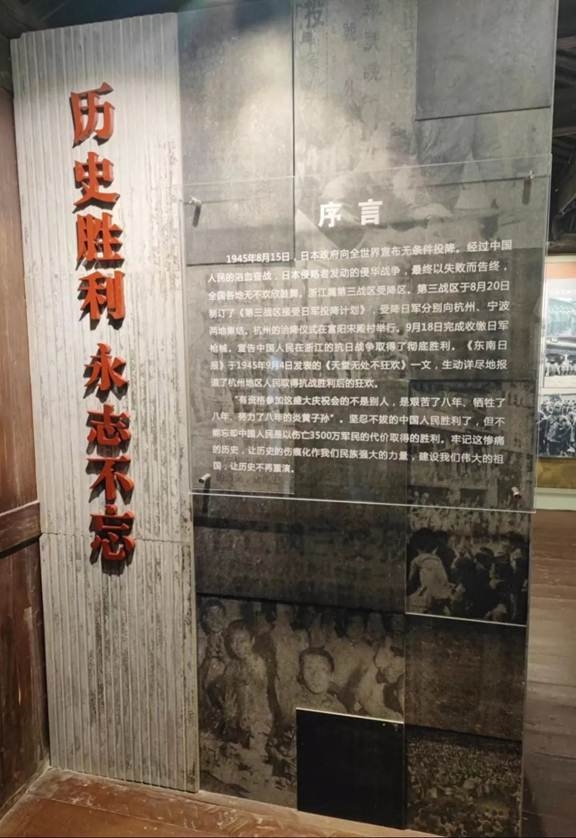 历史胜利 永志不忘
序言
1945年8月15日，日本政府向全世界宣布无条件投降。经过中国
人民的浴血奋战，日本侵略者发动的侵华战争，最终以失败而告终，
全国各地无不欢欣鼓舞。浙江属第三战区受降区。第三战区于8月20日
制订了《第三战区接受日军投降计划》，受降日军分别向杭州、宁波
两地集结。杭州的洽降仪式在富阳宋殿村举行。9月18日完成收缴日军
枪械，宣告中国人民在浙江的抗日战争取得了彻底胜利。《东南日
报》于1945年9月4日发表的《天堂无处不狂欢》一文，生动详尽地报
道了杭州地区人民取得抗战胜利后的狂欢。
“有资格参加这盛大庆祝会的不是别人，是艰苦了八年、牺牲了
八年、努力了八年的炎黄子孙”。坚忍不拔的中国人民胜利了，但不
能忘却中国人民是以伤亡3500万军民的代价取得的胜利。牢记这惨痛
的历史，让历史的伤痕化作我们民族强大的力量，建设我们伟大的祖
国，让历史不再重演。